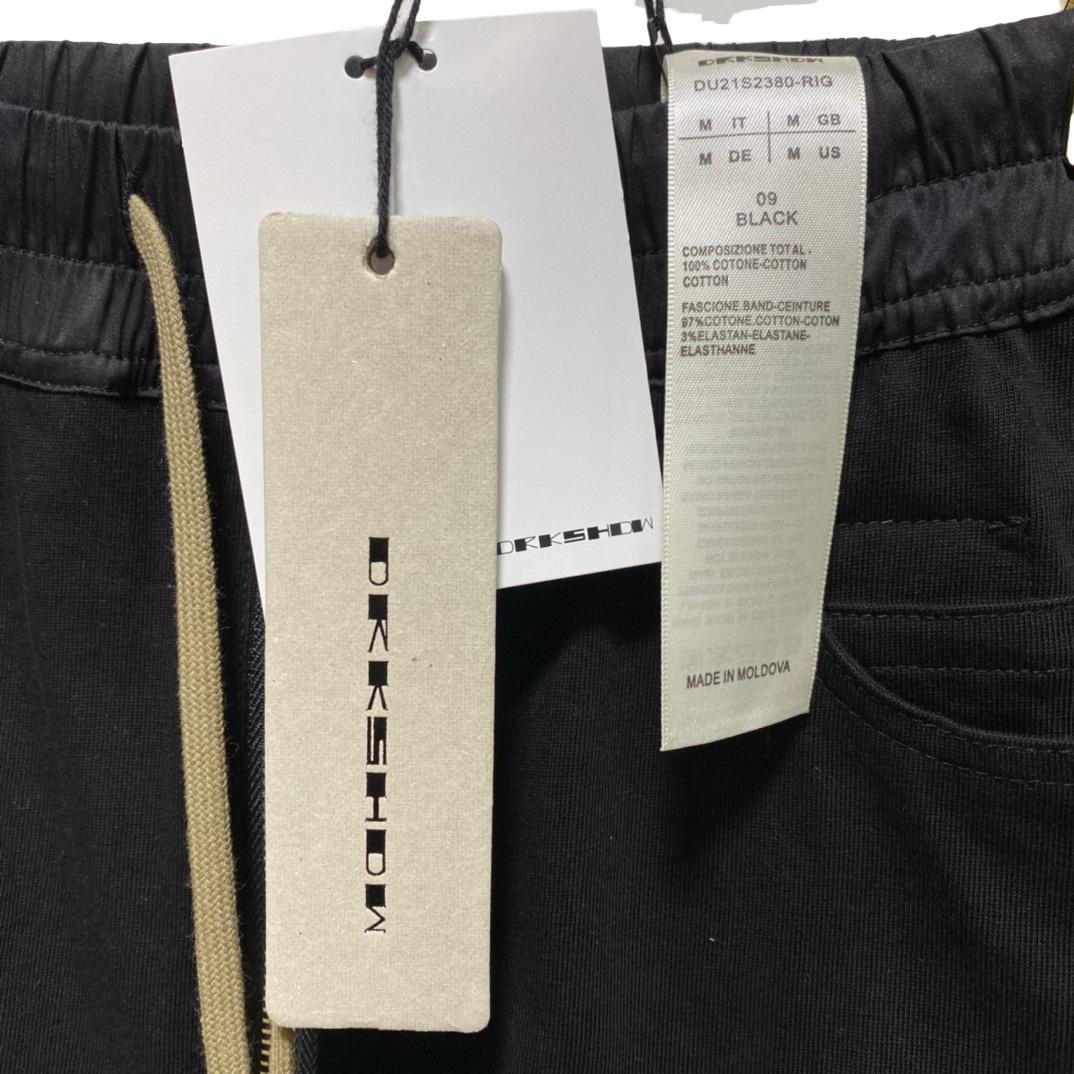 DRKSHDW
DU21S2380-RIG
M IT M GB
M DE M US
09
BLACK
COMPOSIZIONE TOTAL.
100% COTONE-COTTON
COTTON
FASCIONE.BAND-CEINTURE
97%COTONE.COTTON-COTON
3%ELASTAN-ELASTANE-
ELASTHANNE
MADE IN MOLDOVA
DRKSHDW
DRKSHDW